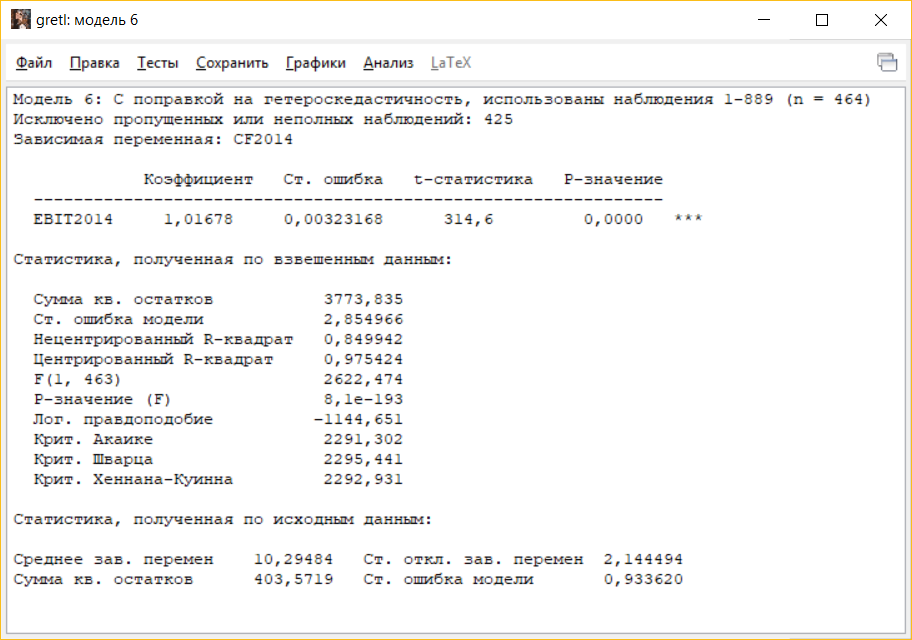 gretl: модель 6
Файл Правка Тесты Сохранить Графики Анализ LaTeX
Модель 6: С поправкой на гетероскедастичность, использованы наблюдения 1-889 (n = 464)
Исключено пропущенных или неполных наблюдений: 425
Зависимая переменная: CF2014
Коэффициент Ст. ошибка t-статистика P-значение
---------------------------------------------------------------
EBIT2014 1,01678 0,00323168 314,6 0,0000 ***
Статистика, полученная по взвешенным данным:
Сумма кв. остатков 3773,835
Ст. ошибка модели 2,854966
Нецентрированный R-квадрат 0,849942
Центрированный R-квадрат 0,975424
F(1, 463) 2622,474
P-значение (F) 8,1e-193
Лог. правдоподобие -1144,651
Крит. Акаике 2291,302
Крит. Шварца 2295,441
Крит. Хеннана-Куинна 2292,931
Статистика, полученная по исходным данным:
Среднее зав. перемен 10,29484 Ст. откл. зав. перемен 2,144494
Сумма кв. остатков 403,5719 Ст. ошибка модели 0,933620